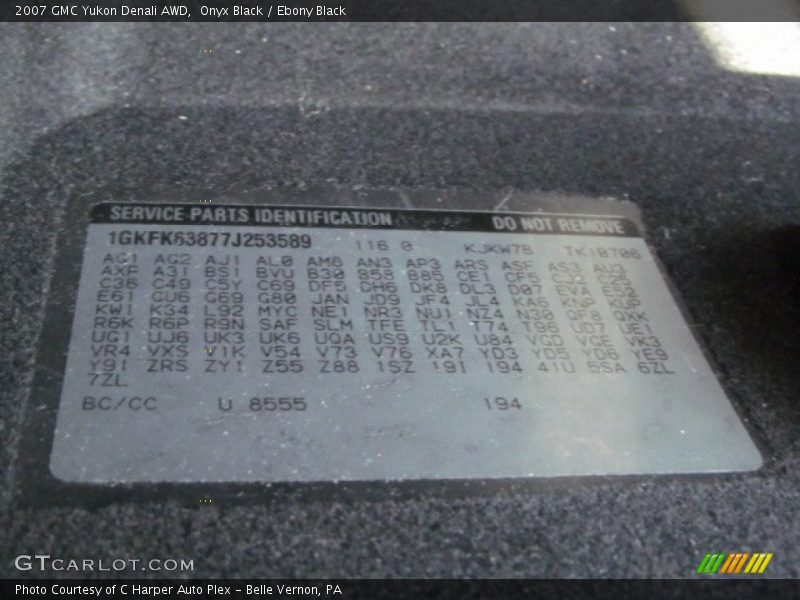 2007 GMC Yukon Denali AWD, Onyx Black / Ebony Black
SERVICE PARTS IDENTIFICATION DO NOT REMOVE
1GKFK63877J253589 116.0 KJKW7B TK10706
AG1 AG2 AJ1 AL0 AM8 AN3 AP3 AR9 ASF AS3 AU3
AXP A31 BS1 BVU B30 B58 B85 CE1 CF5
C36 C49 C5Y C69 DF5 DH6 DK8 DL3 D07 EVA
E61 GU6 G69 G80 JAN JD9 JF4 JL4 KA6 KNP KUP
KW1 K34 L92 MYC NE1 NR3 NU1 NZ4 N30 QF8 QXK
R6K R6P R9N SAF SLM TFE TL1 T74 T96 UD7 UE1
UG1 UJ6 UK3 UK6 UQA US9 U2K U84 VGD VGE VK3
VR4 VXS V1K V54 V73 V76 XA7 YD3 YD5 YD6 YE9
Y91 ZRS ZY1 Z55 Z88 1SZ 191 194 41U 5SA 6ZL
7ZL
BC/CC U 8555 194
GTCARLOT.COM
Photo Courtesy of C Harper Auto Plex – Belle Vernon, PA